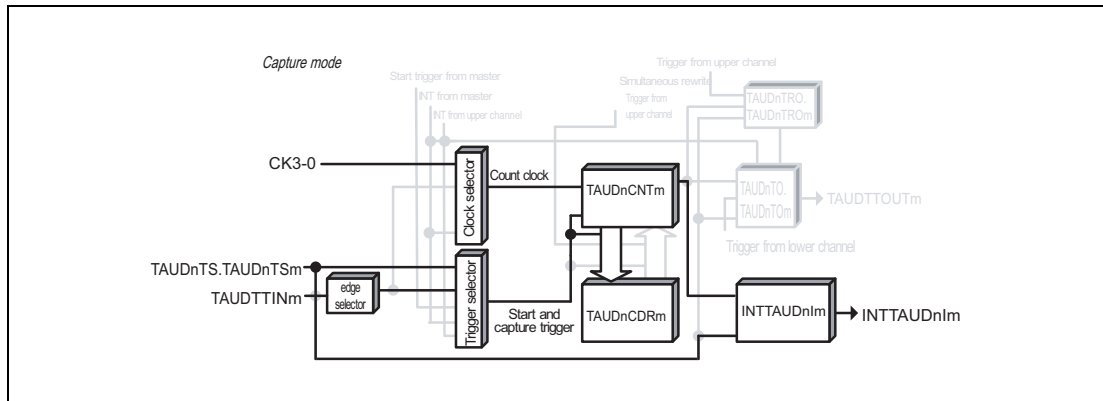 Capture mode
Trigger from upper channel
Start trigger from master
Simultaneous rewrite
INT from master
Trigger from
upper channel
INT from upper channel
TAUDnTRO.
TAUDnTROm
CK3-0
Clock selector
Count clock
TAUDnCNTm
TAUDnTO.
TAUDnTOm
TAUDTTOUTm
Trigger from lower channel
TAUDnTS.TAUDnTSm
TAUDTTINm
edge
selector
Trigger selector
Start and
capture trigger
TAUDnCDRm
INTTAUDnIm
INTTAUDnIm